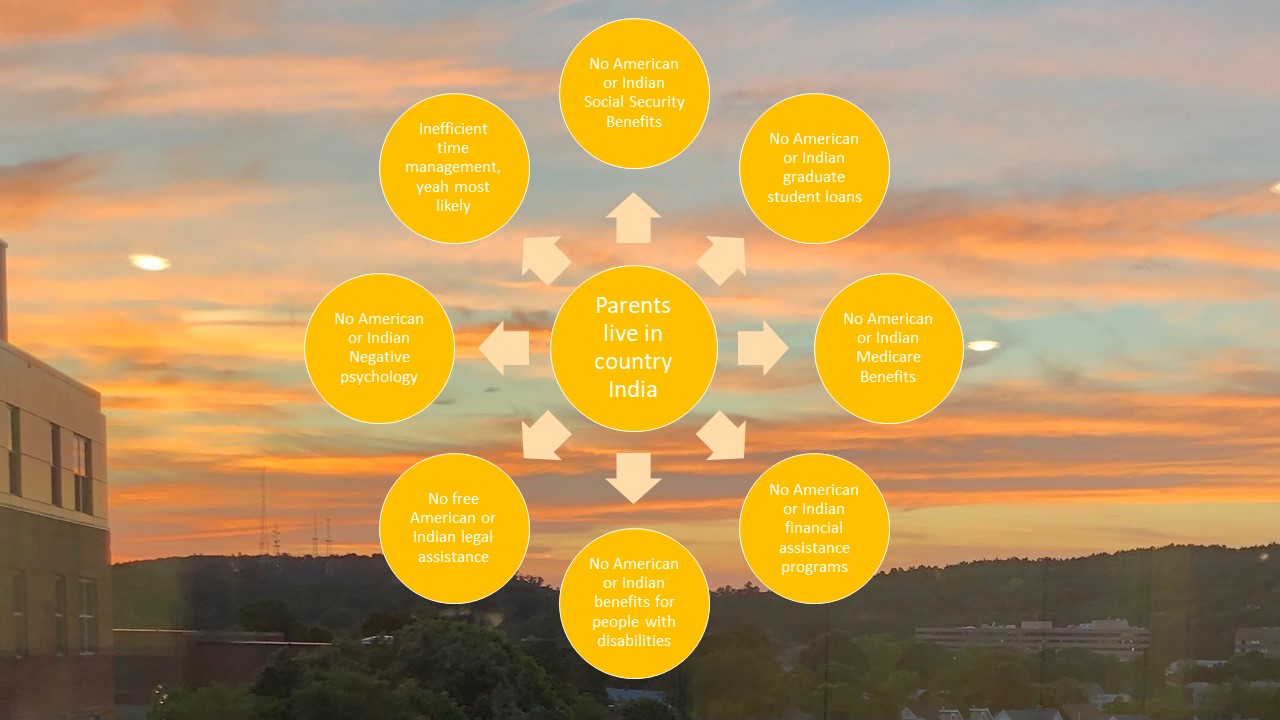 Parents
live in
country
India
No American
or Indian
Social Security
Benefits
No American
or Indian
graduate
student loans
No American
or Indian
Medicare
Benefits
No American
or Indian
financial
assistance
programs
No American
or Indian
benefits for
people with
disabilities
No free
American or
Indian legal
assistance
No American
or Indian
Negative
psychology
Inefficient
time
management,
yeah most
likely